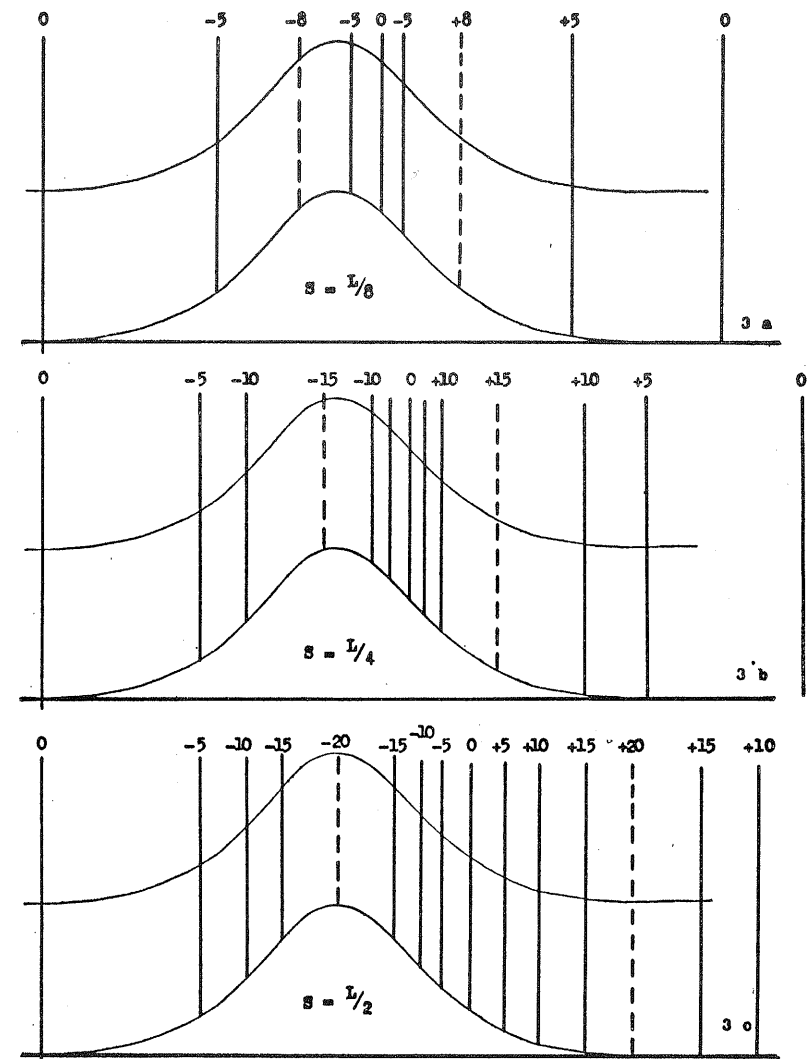 0 -5 -8 -5 0 -5 +8 +5 0
S = L/8
3 a
0 -5 -10 -15 -10 0 +10 +15 +10 +5 0
S = L/4
3 b
0 -5 -10 -15 -20 -15 -10 -5 0 +5 +10 +15 +20 +15 +10
S = L/2
3 c